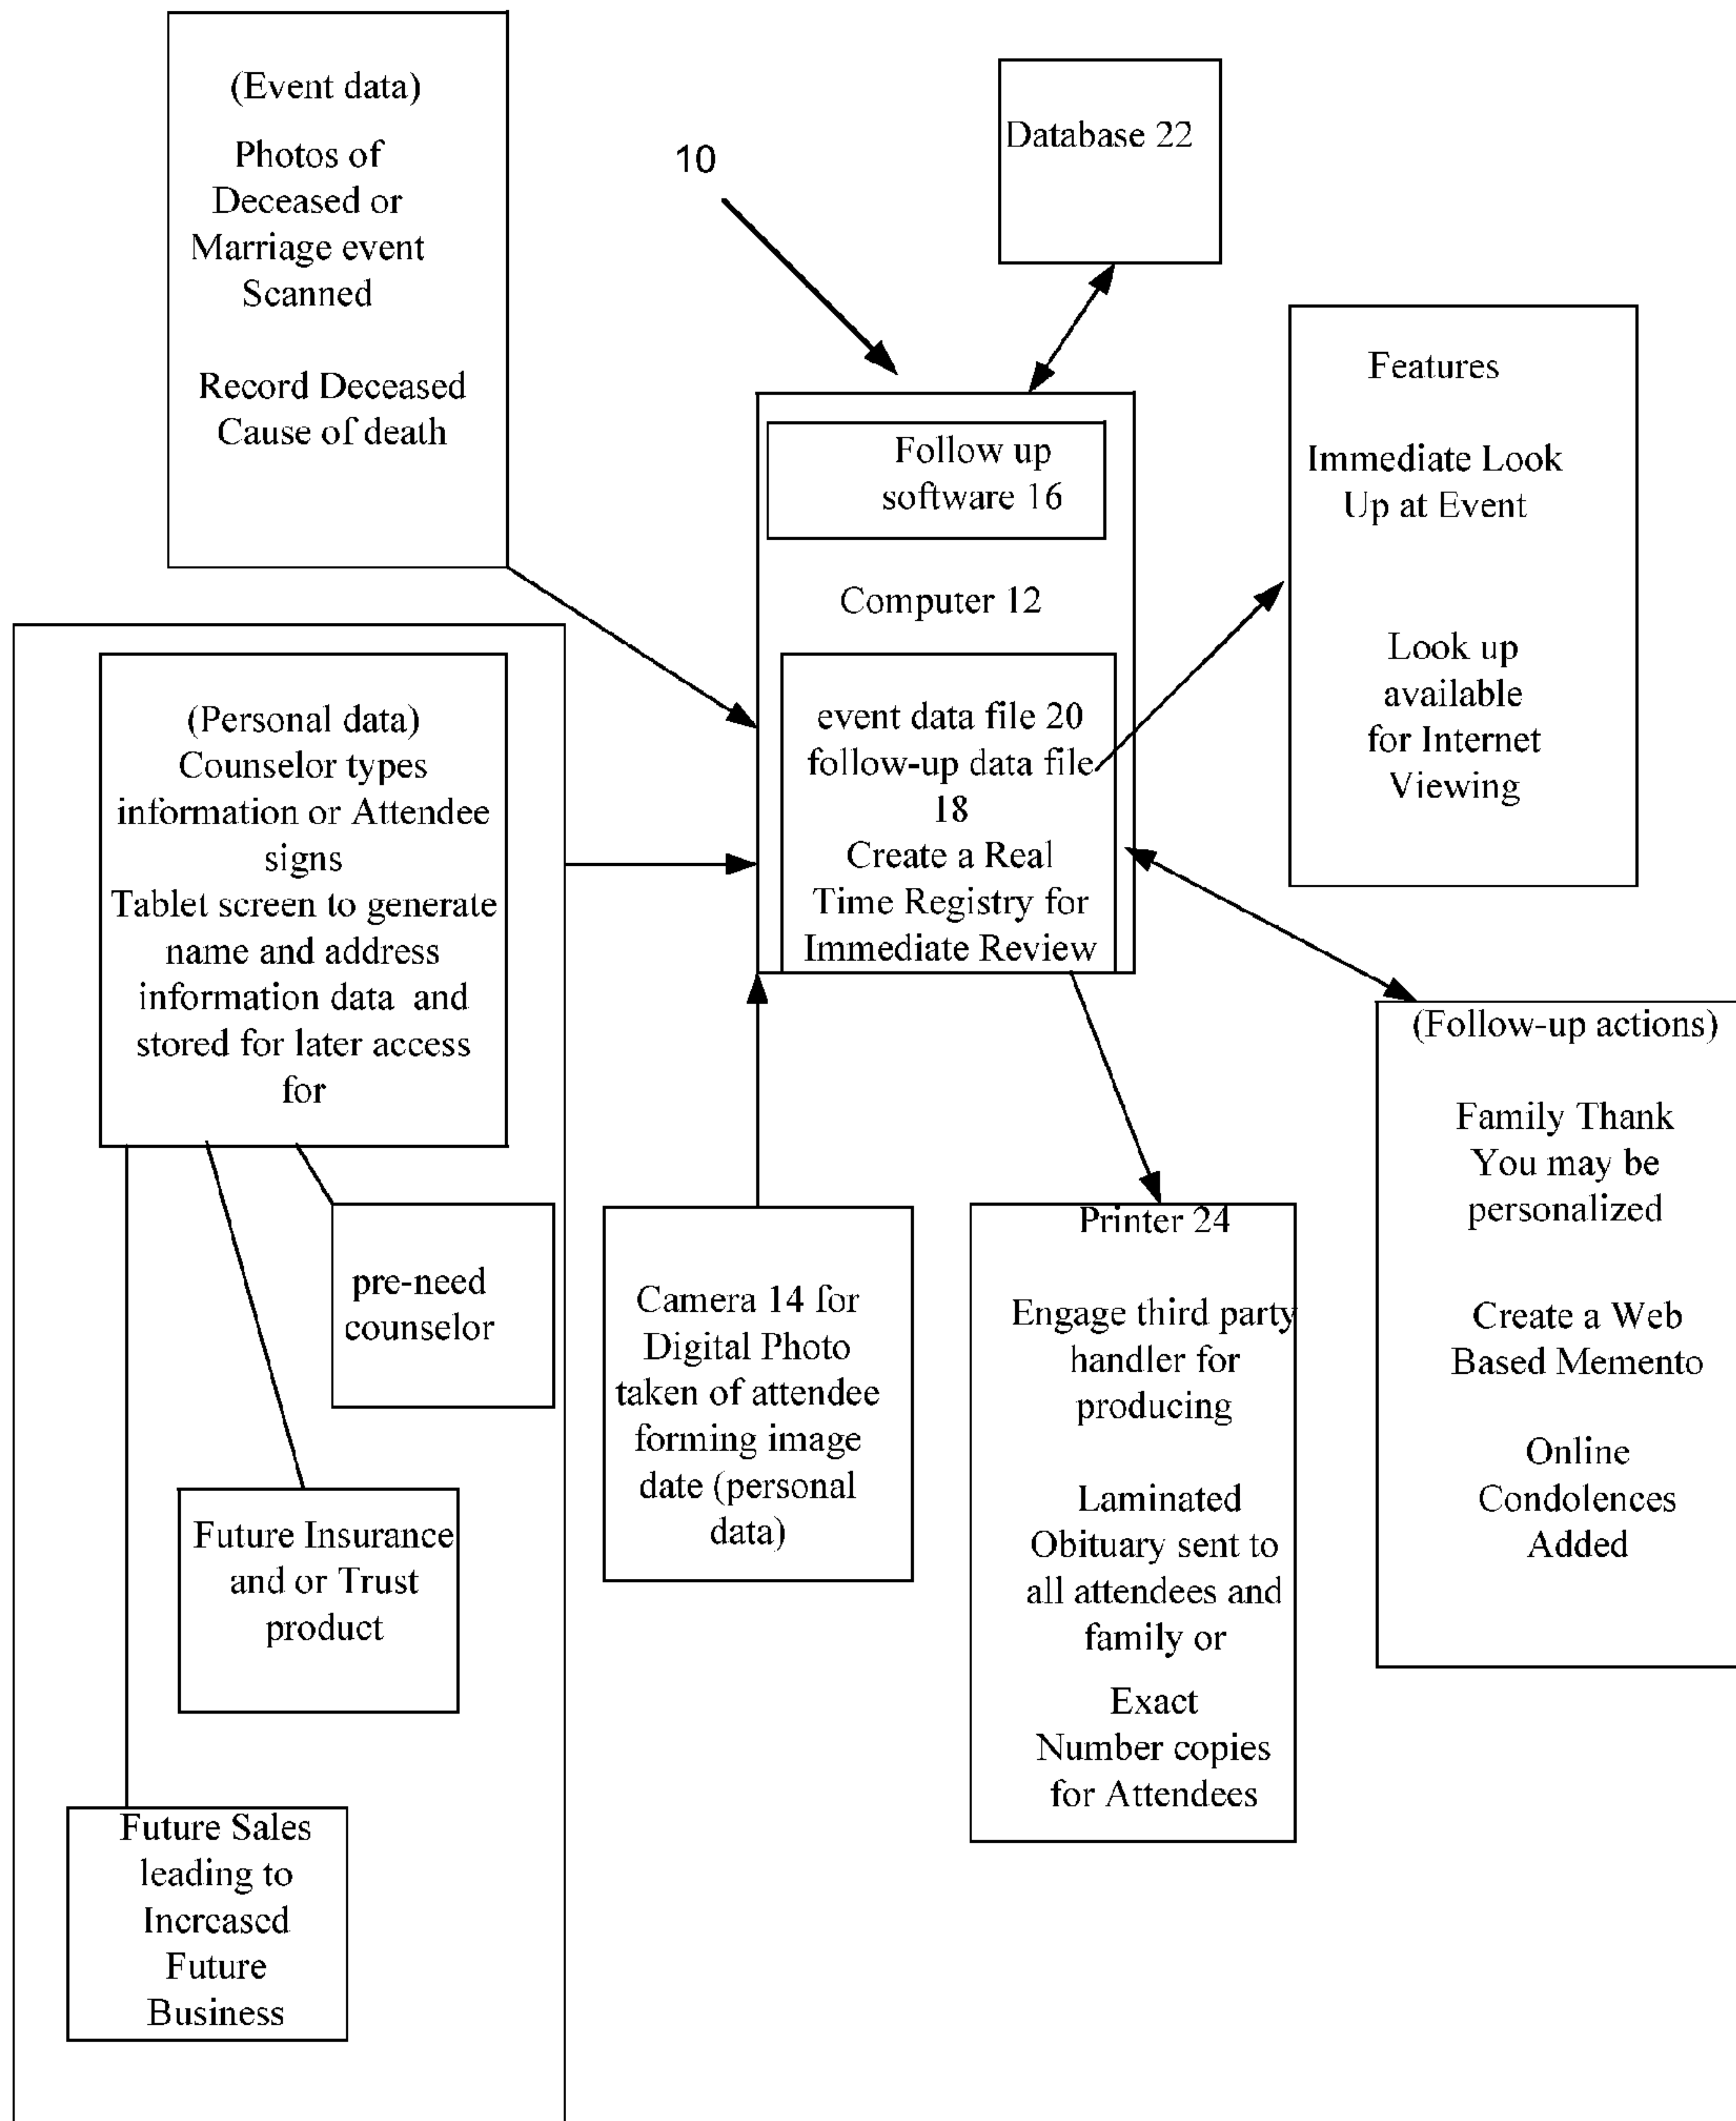 (Event data)
Photos of
Deceased or
Marriage event
Scanned
Record Deceased
Cause of death
10
Database 22
Follow up
software 16
Computer 12
event data file 20
follow-up data file
18
Create a Real
Time Registry for
Immediate Review
Features
Immediate Look
Up at Event
Look up
available
for Internet
Viewing
(Personal data)
Counselor types
information or Attendee
signs
Tablet screen to generate
name and address
information data and
stored for later access
for
pre-need
counselor
Future Insurance
and or Trust
product
Future Sales
leading to
Increased
Future
Business
Camera 14 for
Digital Photo
taken of attendee
forming image
date (personal
data)
Printer 24
Engage third party
handler for
producing
Laminated
Obituary sent to
all attendees and
family or
Exact
Number copies
for Attendees
(Follow-up actions)
Family Thank
You may be
personalized
Create a Web
Based Memento
Online
Condolences
Added